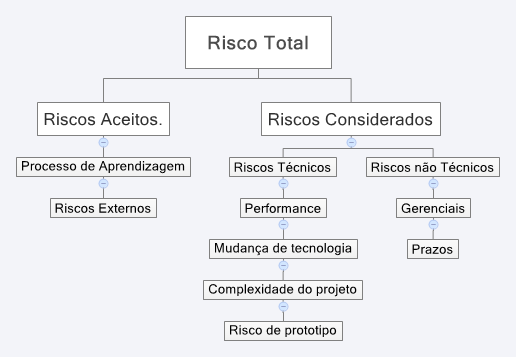 Risco Total
Riscos Aceitos.
Riscos Considerados
Processo de Aprendizagem
Riscos Técnicos
Riscos não Técnicos
Riscos Externos
Performance
Gerenciais
Mudança de tecnologia
Prazos
Complexidade do projeto
Risco de prototipo